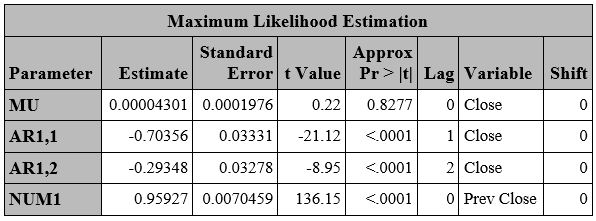 Maximum Likelihood Estimation
Parameter Estimate Standard Error t Value Approx Pr > |t| Lag Variable Shift
MU 0.00004301 0.0001976 0.22 0.8277 0 Close 0
AR1,1 -0.70356 0.03331 -21.12 <.0001 1 Close 0
AR1,2 -0.29348 0.03278 -8.95 <.0001 2 Close 0
NUM1 0.95927 0.0070459 136.15 <.0001 0 Prev Close 0